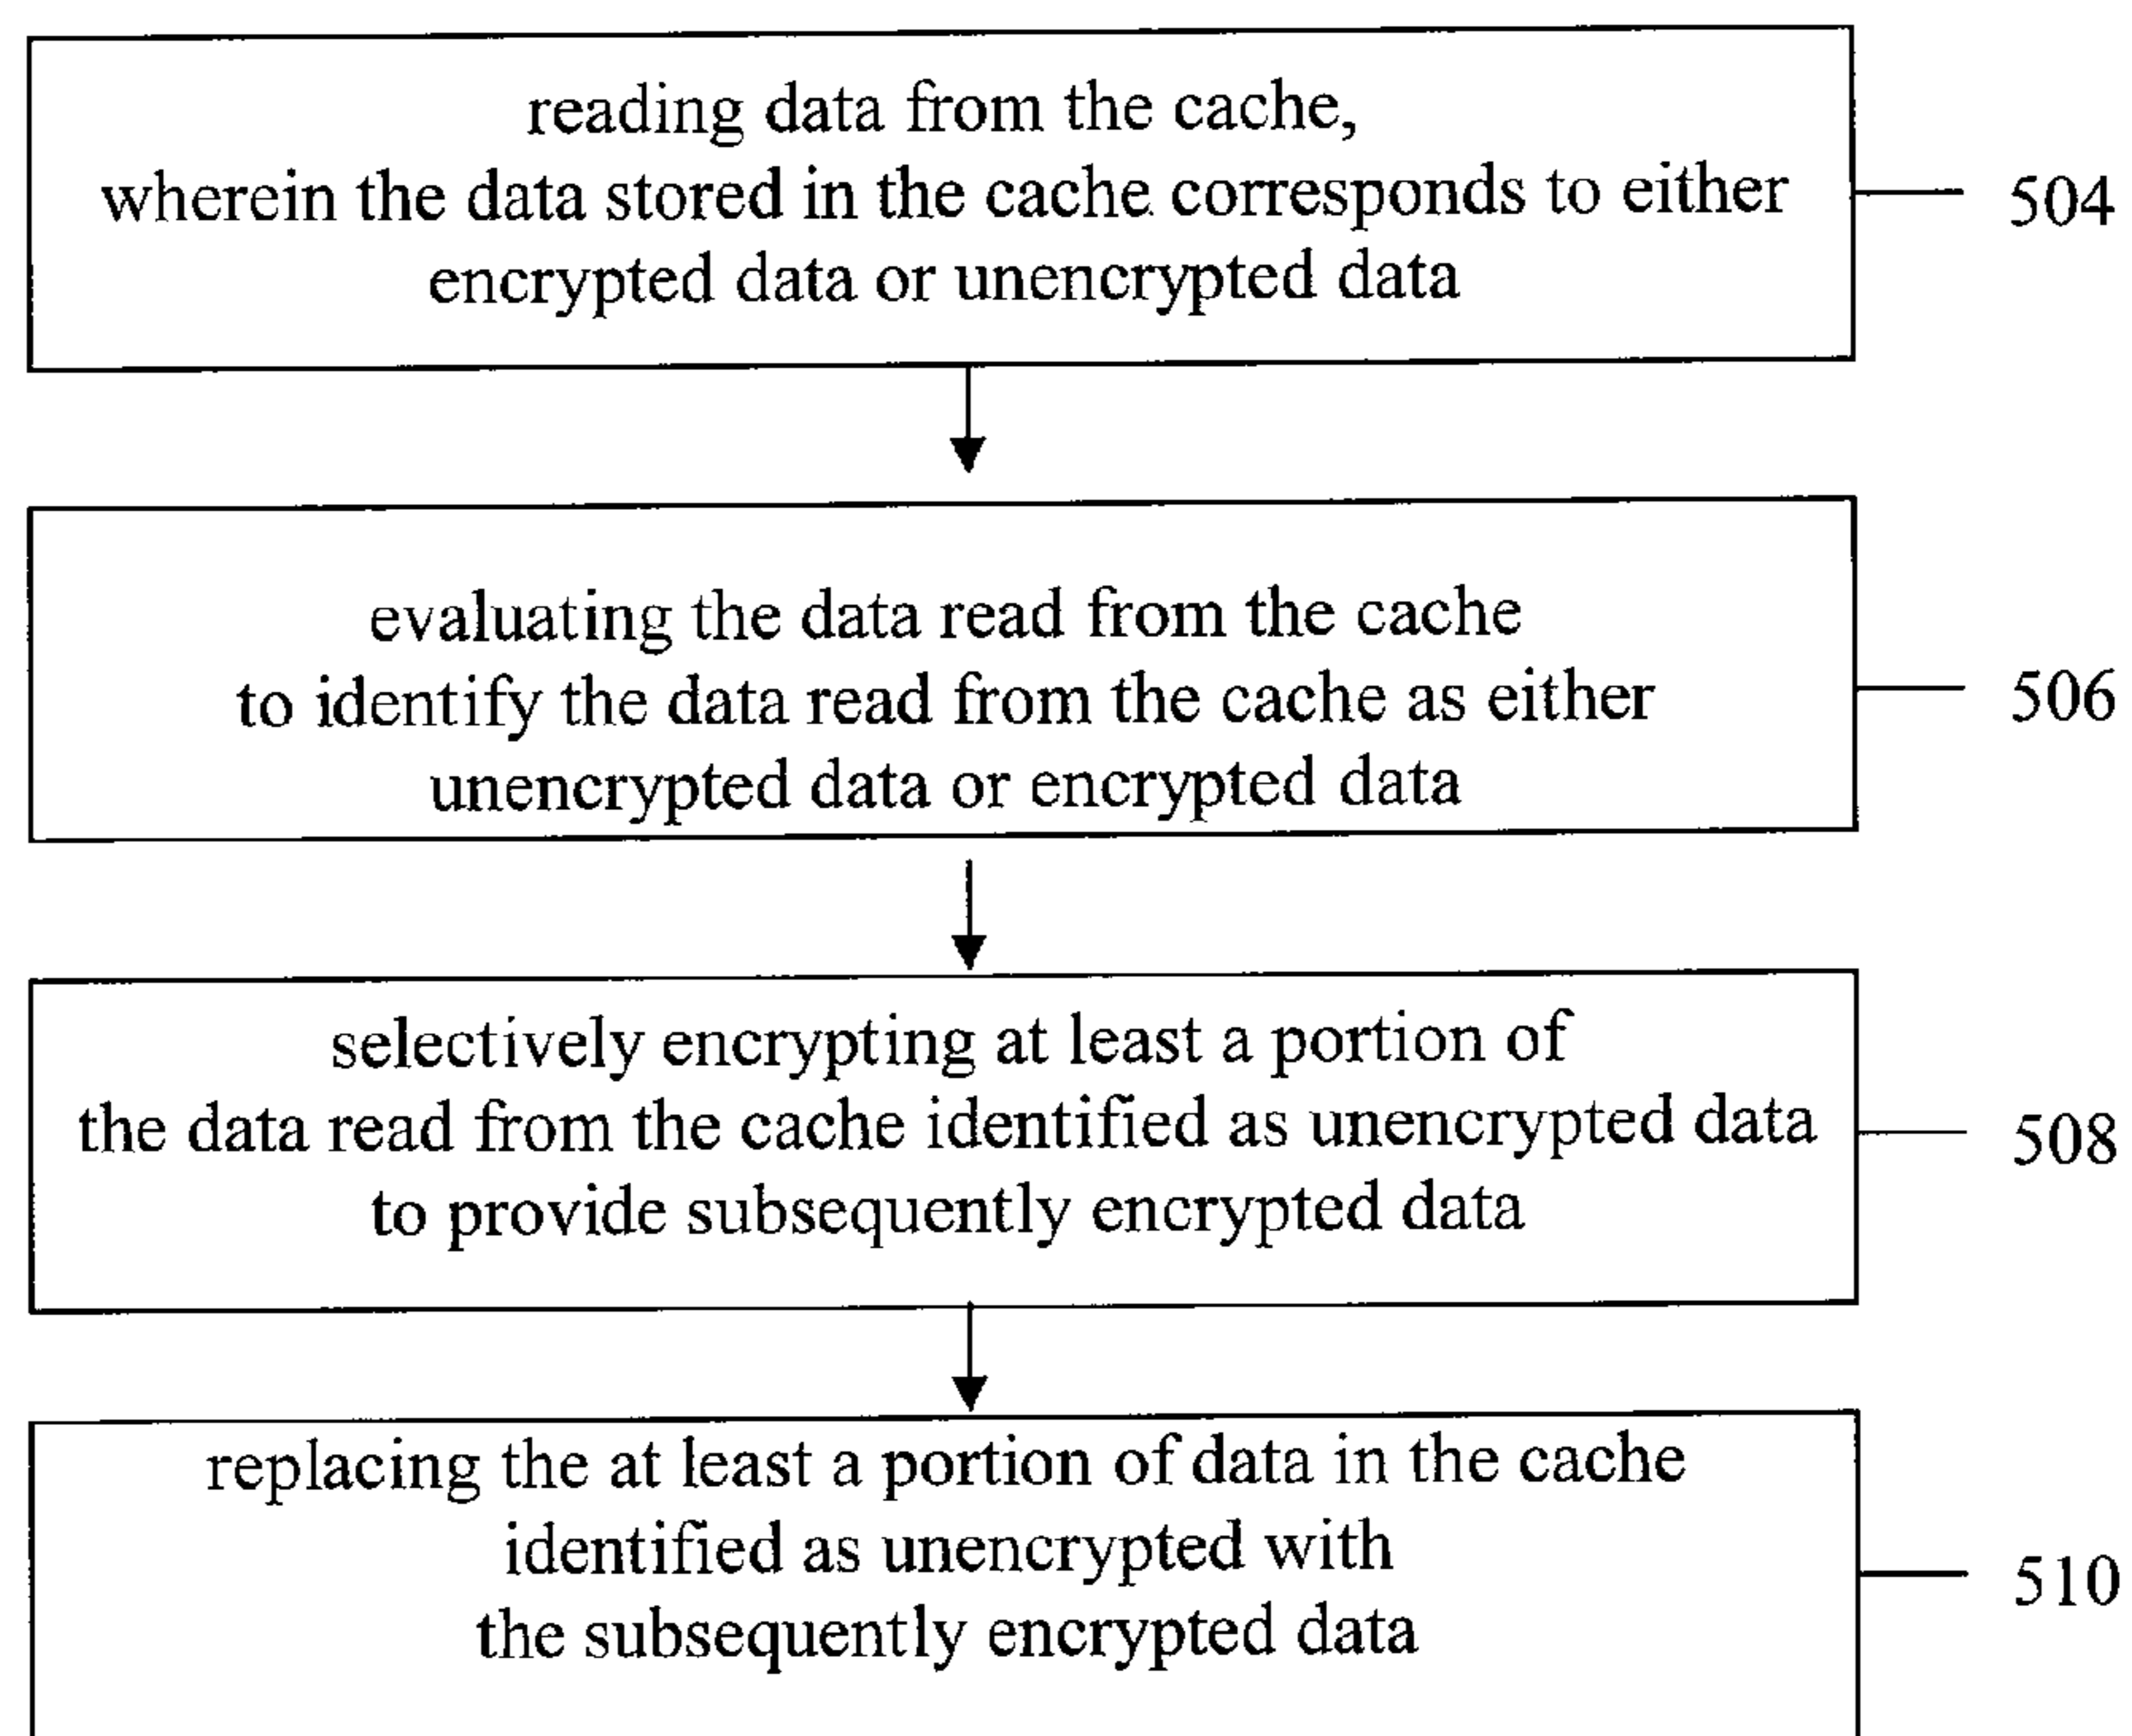 reading data from the cache,
wherein the data stored in the cache corresponds to either
encrypted data or unencrypted data
504
evaluating the data read from the cache
to identify the data read from the cache as either
unencrypted data or encrypted data
506
selectively encrypting at least a portion of
the data read from the cache identified as unencrypted data
to provide subsequently encrypted data
508
replacing the at least a portion of data in the cache
identified as unencrypted with
the subsequently encrypted data
510